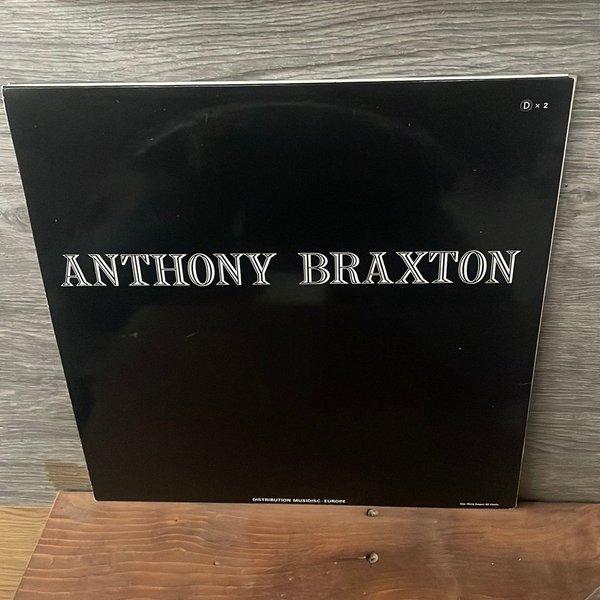 Ⓓ × 2
ANTHONY BRAXTON
DISTRIBUTION MUSIDISC - EUROPE